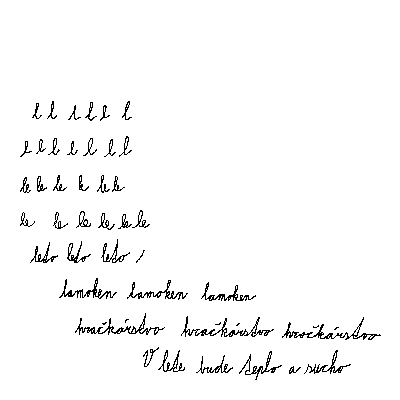 l l l l l l
l l l l l l l
le le le le le le
le le le le le le
leto leto leto /
lamoken lamoken lamoken
hračkárstvo hračkárstvo hračkárstvo
V lete bude teplo a sucho